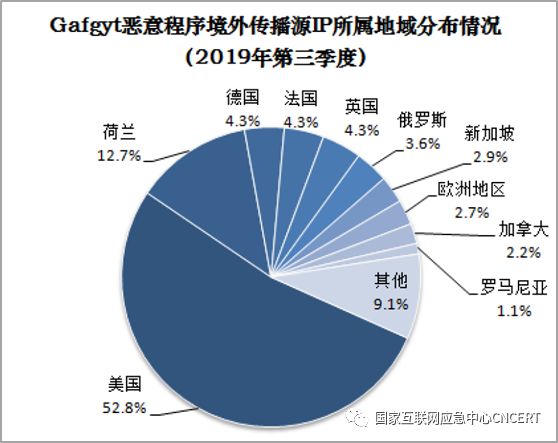 Gafgyt恶意程序境外传播源IP所属地域分布情况
（2019年第三季度）
德国
4.3%
法国
4.3%
英国
4.3%
俄罗斯
3.6%
新加坡
2.9%
欧洲地区
2.7%
加拿大
2.2%
罗马尼亚
1.1%
其他
9.1%
荷兰
12.7%
美国
52.8%
国家互联网应急中心CNCERT